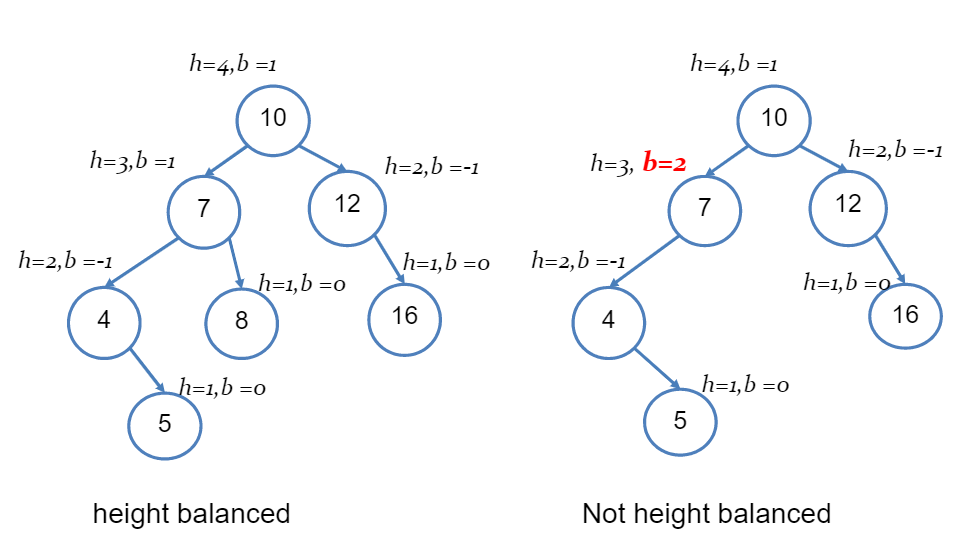 h=4,b =1
10
h=3,b =1
h=2,b =-1
7
12
h=2,b =-1
h=1,b =0
h=1,b =0
4
8
16
h=1,b =0
5
height balanced
h=4,b =1
10
h=3, b=2
h=2,b =-1
7
12
h=2,b =-1
h=1,b =0
4
16
h=1,b =0
5
Not height balanced